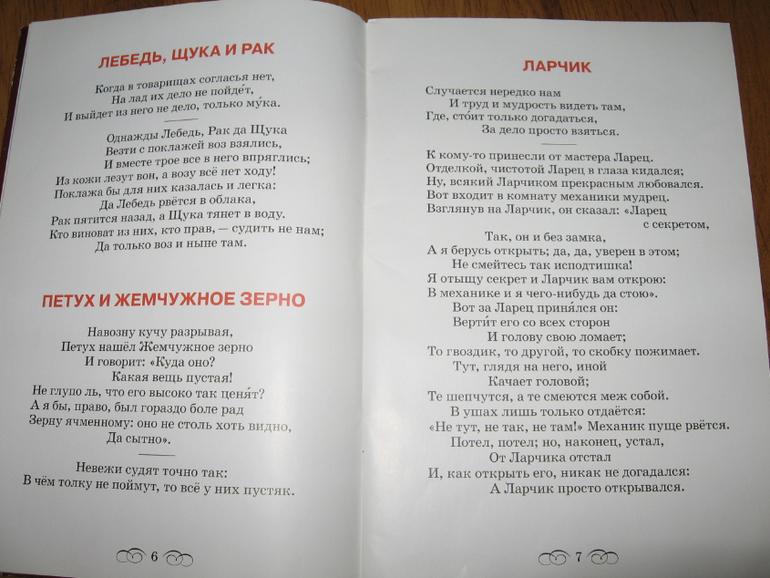 ЛЕБЕДЬ, ЩУКА И РАК
Когда в товарищах согласья нет,
На лад их дело не пойдёт,
И выйдет из него не дело, только му́ка.
Однажды Лебедь, Рак да Щука
Везти с поклажей воз взялись,
И вместе трое все в него впряглись;
Из кожи лезут вон, а возу всё нет ходу!
Поклажа бы для них казалась и легка:
Да Лебедь рвётся в облака,
Рак пятится назад, а Щука тянет в воду.
Кто виноват из них, кто прав, — судить не нам;
Да только воз и ныне там.
ПЕТУХ И ЖЕМЧУЖНОЕ ЗЕРНО
Навозну кучу разрывая,
Петух нашёл Жемчужное зерно
И говорит: «Куда оно?
Какая вещь пустая!
Не глупо ль, что его высоко так ценя́т?
А я бы, право, был гораздо боле рад
Зерну ячменному: оно не столь хоть видно,
Да сытно».
Невежи судят точно так:
В чём толку не поймут, то всё у них пустяк.
6
ЛАРЧИК
Случается нередко нам
И труд и мудрость видеть там,
Где, сто́ит только догадаться,
За дело просто взяться.
К кому-то принесли от мастера Ларец.
Отделкой, чистотой Ларец в глаза кидался;
Ну, всякий Ларчиком прекрасным любовался.
Вот входит в комнату механики мудрец.
Взглянув на Ларчик, он сказал: «Ларец
с секретом,
Так, он и без замка,
А я берусь открыть; да, да, уверен в этом;
Не смейтесь так исподтишка!
Я отыщу секрет и Ларчик вам открою:
В механике и я чего-нибудь да стою».
Вот за Ларец приня́лся он:
Верти́т его со всех сторон
И голову свою ломает;
То гвоздик, то другой, то скобку пожимает.
Тут, глядя на него, иной
Качает головой;
Те шепчутся, а те смеются меж собой.
В ушах лишь только отдаётся:
«Не тут, не так, не там!» Механик пуще рвётся.
Потел, потел; но, наконец, устал,
От Ларчика отстал
И, как открыть его, никак не догадался:
А Ларчик просто открывался.
7